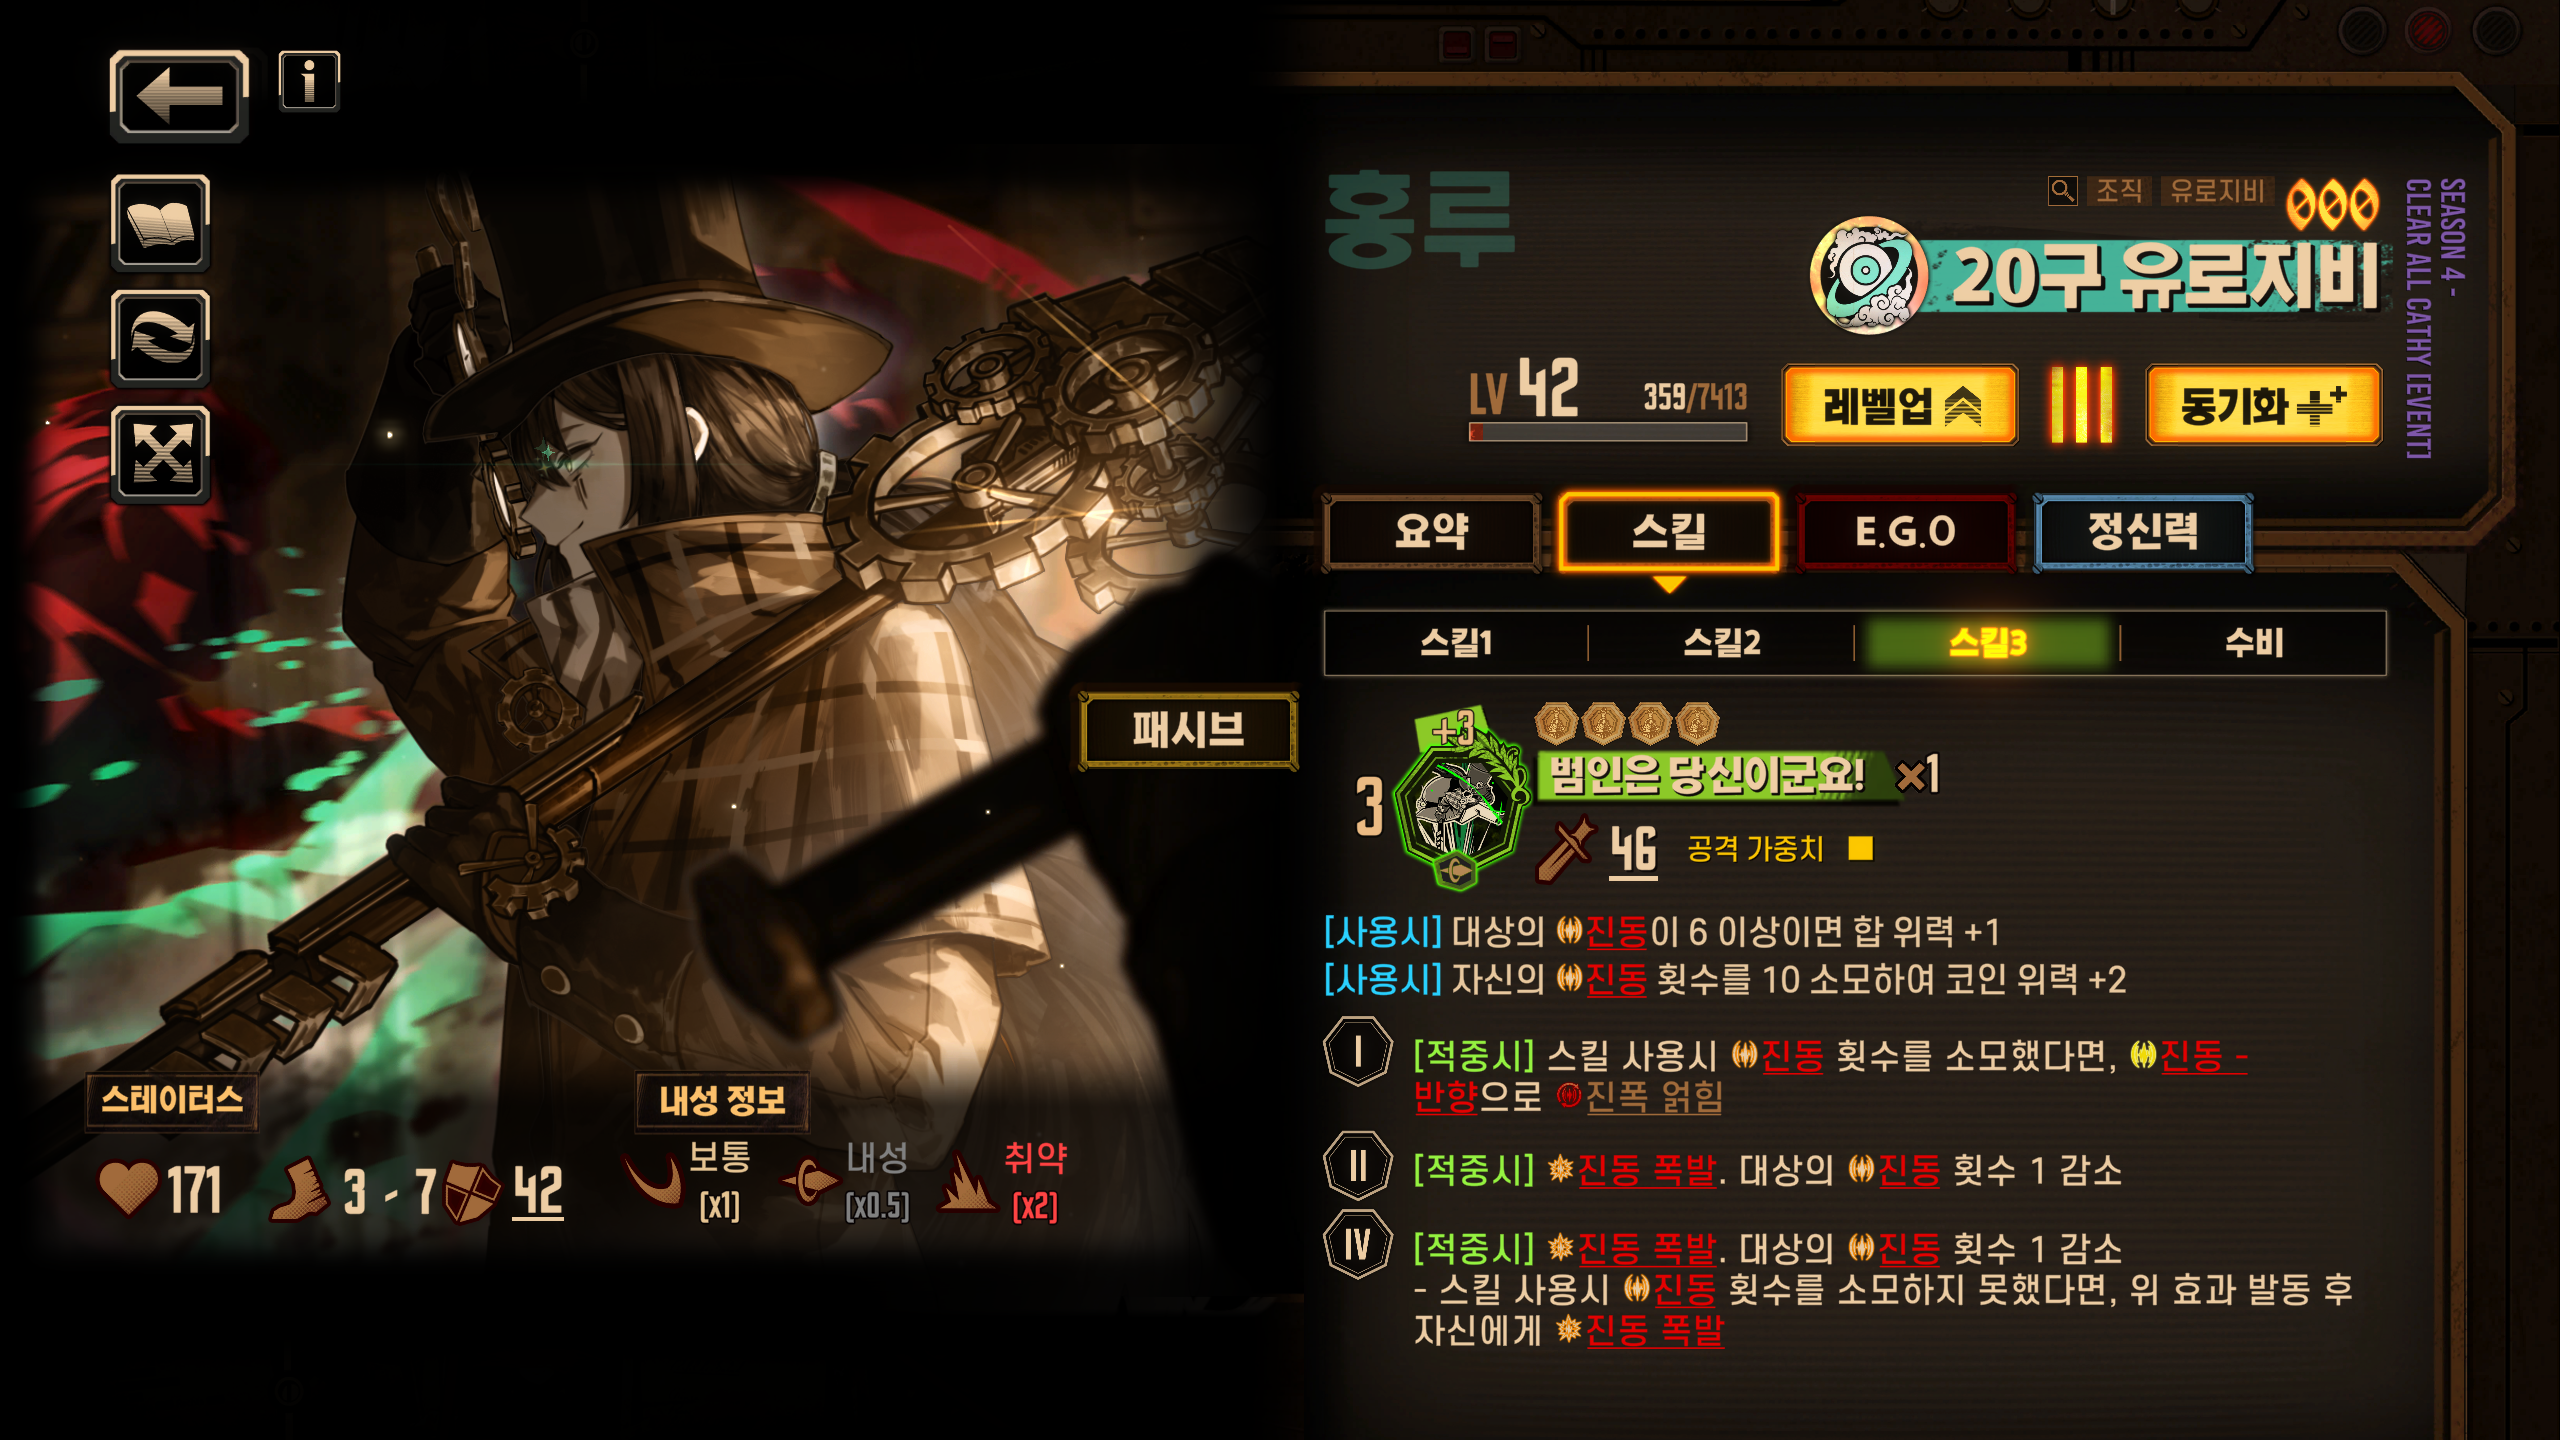 홍루
조직 유로지비
20구 유로지비
SEASON 4 -
CLEAR ALL CATHY [EVENT]
LV 42 359/7413
레벨업
동기화
요약 스킬 E.G.O 정신력
스킬1 스킬2 스킬3 수비
패시브
+3
3
범인은 당신이군요! ×1
46 공격 가중치
[사용시] 대상의 진동이 6 이상이면 합 위력 +1
[사용시] 자신의 진동 횟수를 10 소모하여 코인 위력 +2
I [적중시] 스킬 사용시 진동 횟수를 소모했다면, 진동 -
반향으로 진폭 얽힘
II [적중시] 진동 폭발. 대상의 진동 횟수 1 감소
IV [적중시] 진동 폭발. 대상의 진동 횟수 1 감소
- 스킬 사용시 진동 횟수를 소모하지 못했다면, 위 효과 발동 후
자신에게 진동 폭발
스테이터스
171 3 - 7 42
내성 정보
보통 내성 취약
[x1] [x0.5] [x2]